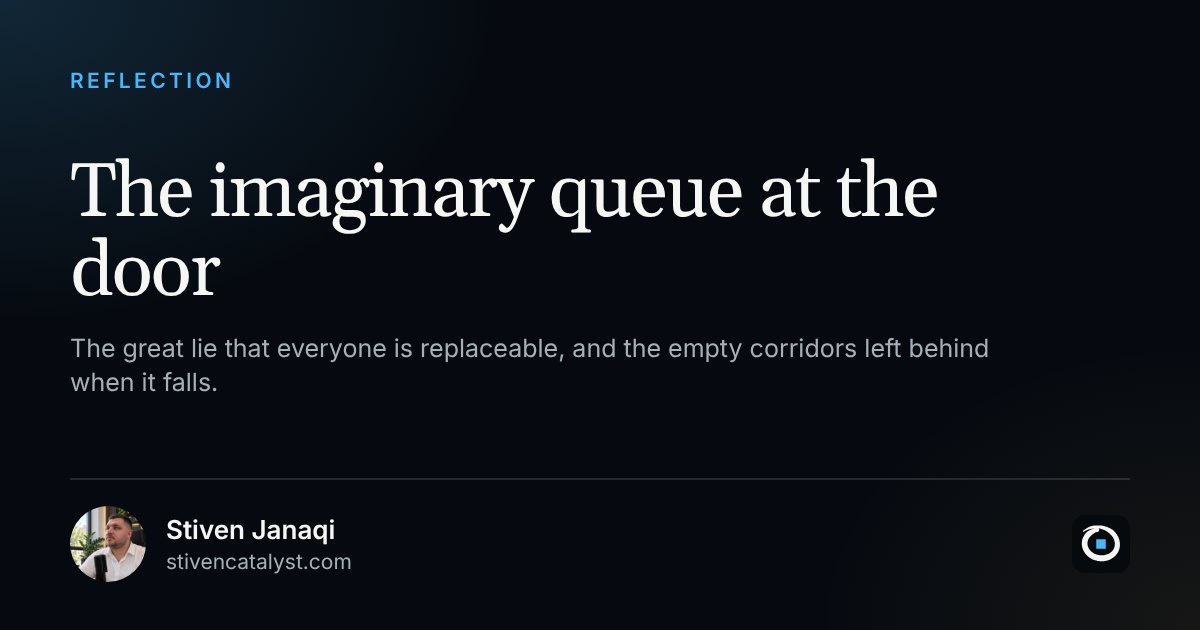 REFLECTION
The imaginary queue at the
door
The great lie that everyone is replaceable, and the empty corridors left behind
when it falls.
Stiven Janaqi
stivencatalyst.com